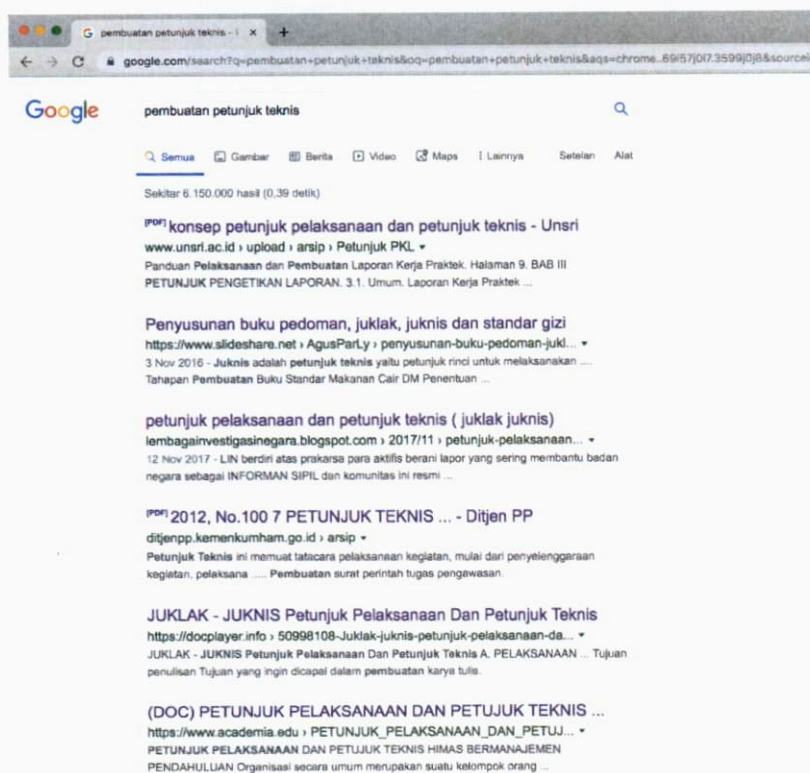 G pembuatan petunjuk teknis - × +
google.com/search?q=pembuatan+petunjuk+teknis&oq=pembuatan+petunjuk+teknis&aqs=chrome..69i57j0l7.3599j0j8&sourcei
Google pembuatan petunjuk teknis
Semua Gambar Berita Video Maps Lainnya Setelan Alat
Sekitar 6.150.000 hasil (0,39 detik)
[PDF] konsep petunjuk pelaksanaan dan petunjuk teknis - Unsri
www.unsri.ac.id › upload › arsip › Petunjuk PKL
Panduan Pelaksanaan dan Pembuatan Laporan Kerja Praktek. Halaman 9. BAB III
PETUNJUK PENGETIKAN LAPORAN. 3.1. Umum. Laporan Kerja Praktek ...
Penyusunan buku pedoman, juklak, juknis dan standar gizi
https://www.slideshare.net › AgusParLy › penyusunan-buku-pedoman-jukl...
3 Nov 2016 - Juknis adalah petunjuk teknis yaitu petunjuk rinci untuk melaksanakan ....
Tahapan Pembuatan Buku Standar Makanan Cair DM Penentuan ...
petunjuk pelaksanaan dan petunjuk teknis ( juklak juknis)
lembagainvestigasinegara.blogspot.com › 2017/11 › petunjuk-pelaksanaan...
12 Nov 2017 - LIN berdiri atas prakarsa para aktifis berani lapor yang sering membantu badan
negara sebagai INFORMAN SIPIL dan komunitas ini resmi ...
[PDF] 2012, No.100 7 PETUNJUK TEKNIS ... - Ditjen PP
ditjenpp.kemenkumham.go.id › arsip
Petunjuk Teknis ini memuat tatacara pelaksanaan kegiatan, mulai dari penyelenggaraan
kegiatan, pelaksana ..... Pembuatan surat perintah tugas pengawasan.
JUKLAK - JUKNIS Petunjuk Pelaksanaan Dan Petunjuk Teknis
https://docplayer.info › 50998108-Juklak-juknis-petunjuk-pelaksanaan-da...
JUKLAK - JUKNIS Petunjuk Pelaksanaan Dan Petunjuk Teknis A. PELAKSANAAN ... Tujuan
penulisan Tujuan yang ingin dicapai dalam pembuatan karya tulis.
(DOC) PETUNJUK PELAKSANAAN DAN PETUJUK TEKNIS ...
https://www.academia.edu › PETUNJUK_PELAKSANAAN_DAN_PETUJ...
PETUNJUK PELAKSANAAN DAN PETUJUK TEKNIS HIMAS BERMANAJEMEN
PENDAHULUAN Organisasi secara umum merupakan suatu kelompok orang ...